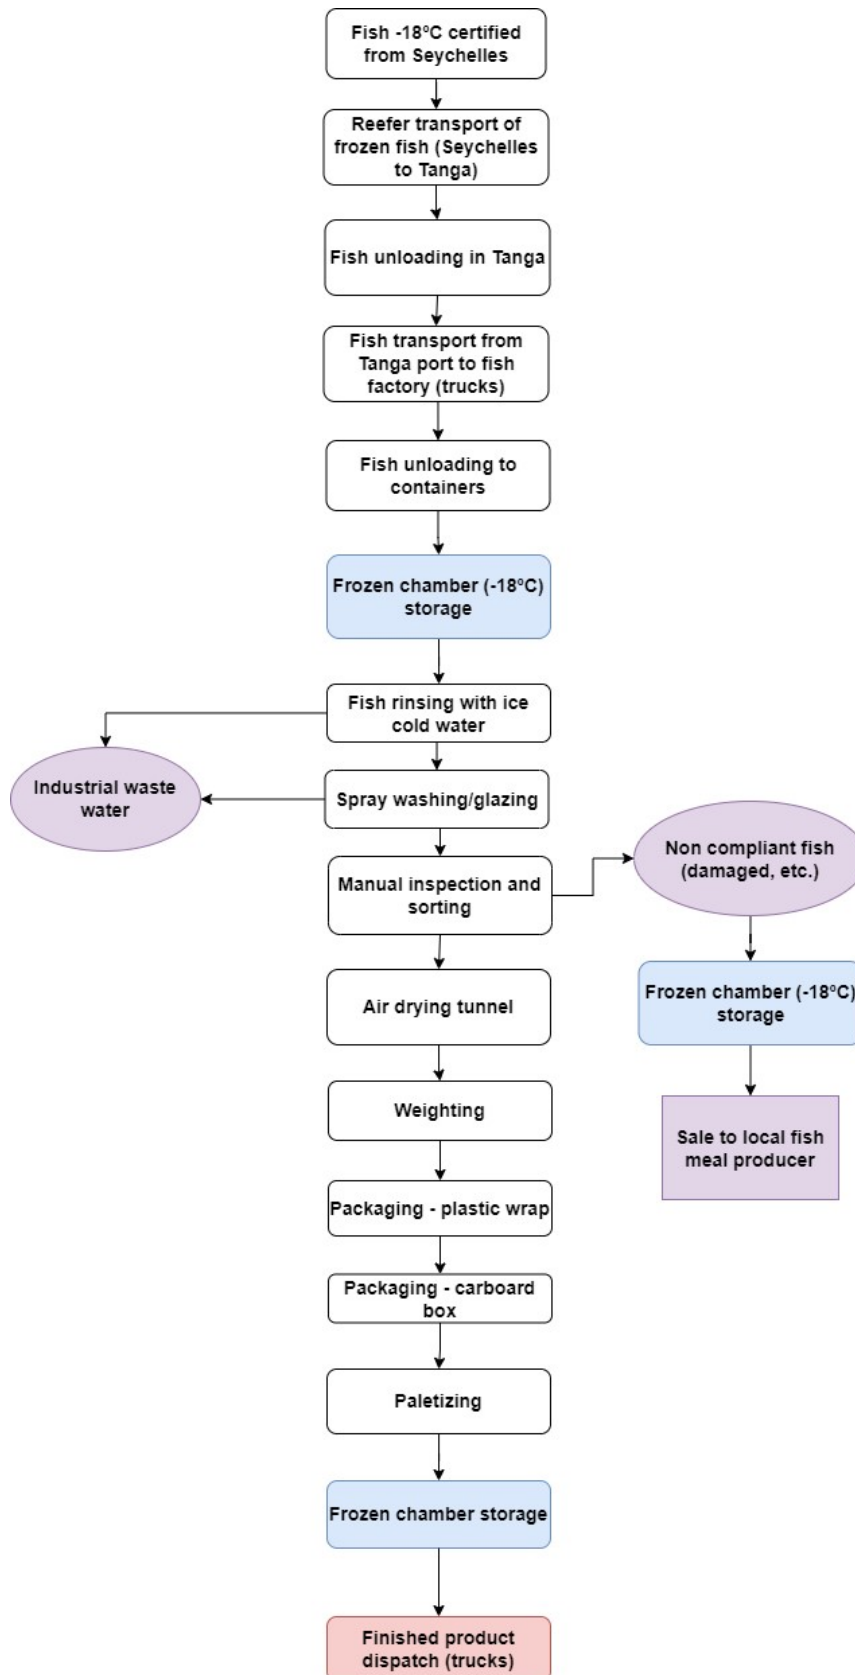 Fish -18ºC certified
from Seychelles
Reefer transport of
frozen fish (Seychelles
to Tanga)
Fish unloading in Tanga
Fish transport from
Tanga port to fish
factory (trucks)
Fish unloading to
containers
Frozen chamber (-18ºC)
storage
Fish rinsing with ice
cold water
Industrial waste
water
Spray washing/glazing
Manual inspection and
sorting
Non compliant fish
(damaged, etc.)
Frozen chamber (-18ºC)
storage
Sale to local fish
meal producer
Air drying tunnel
Weighting
Packaging - plastic wrap
Packaging - carboard
box
Paletizing
Frozen chamber storage
Finished product
dispatch (trucks)